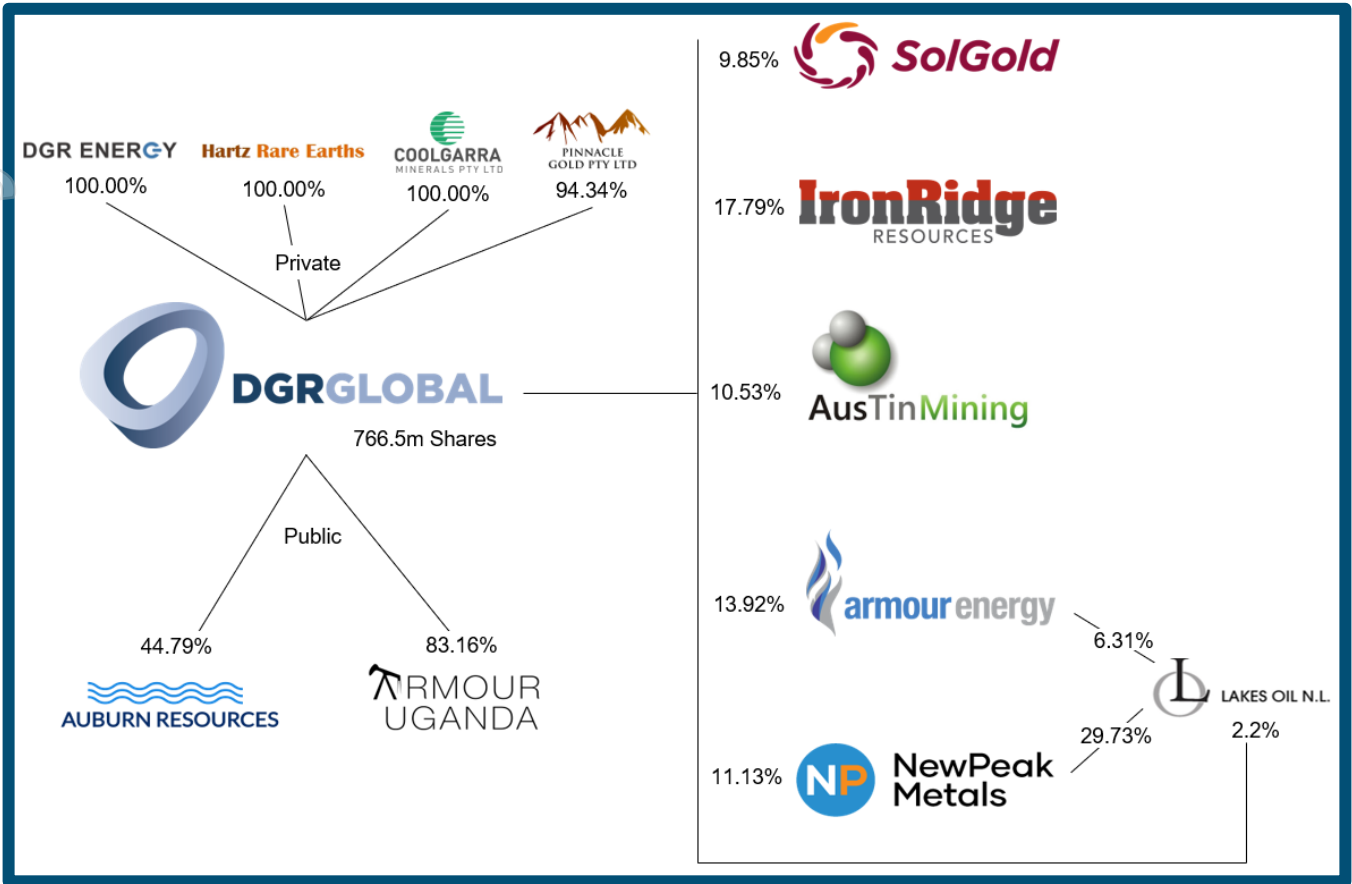 DGR ENERGY
100.00%
Hartz Rare Earths
100.00%
COOLGARRA
MINERALS PTY LTD
100.00%
PINNACLE
GOLD PTY LTD
94.34%
Private
DGRGLOBAL
766.5m Shares
Public
44.79%
AUBURN RESOURCES
83.16%
ARMOUR
UGANDA
9.85%
SolGold
17.79%
IronRidge
RESOURCES
10.53%
AusTinMining
13.92%
armour energy
6.31%
LO
LAKES OIL N.L.
2.2%
29.73%
11.13%
NP
NewPeak
Metals